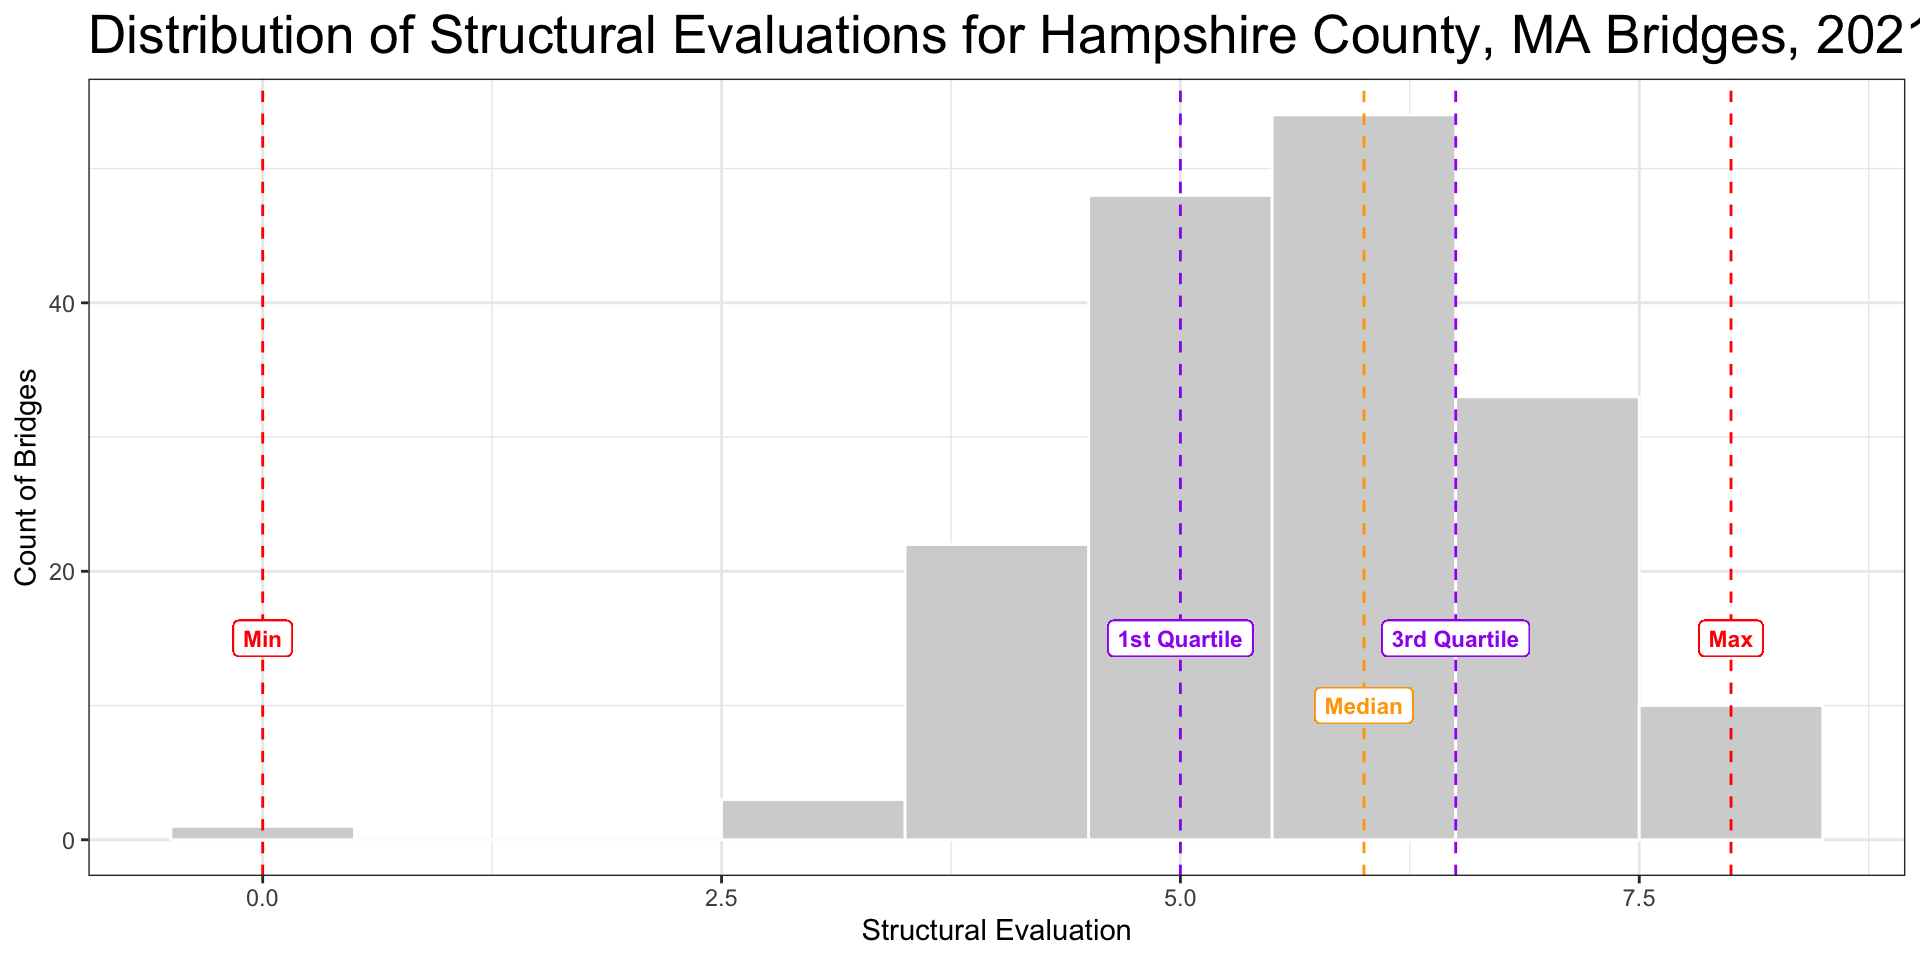 Distribution of Structural Evaluations for Hampshire County, MA Bridges, 2021
Count of Bridges
40
20
0
Min
1st Quartile
3rd Quartile
Max
Median
0.0
2.5
5.0
7.5
Structural Evaluation